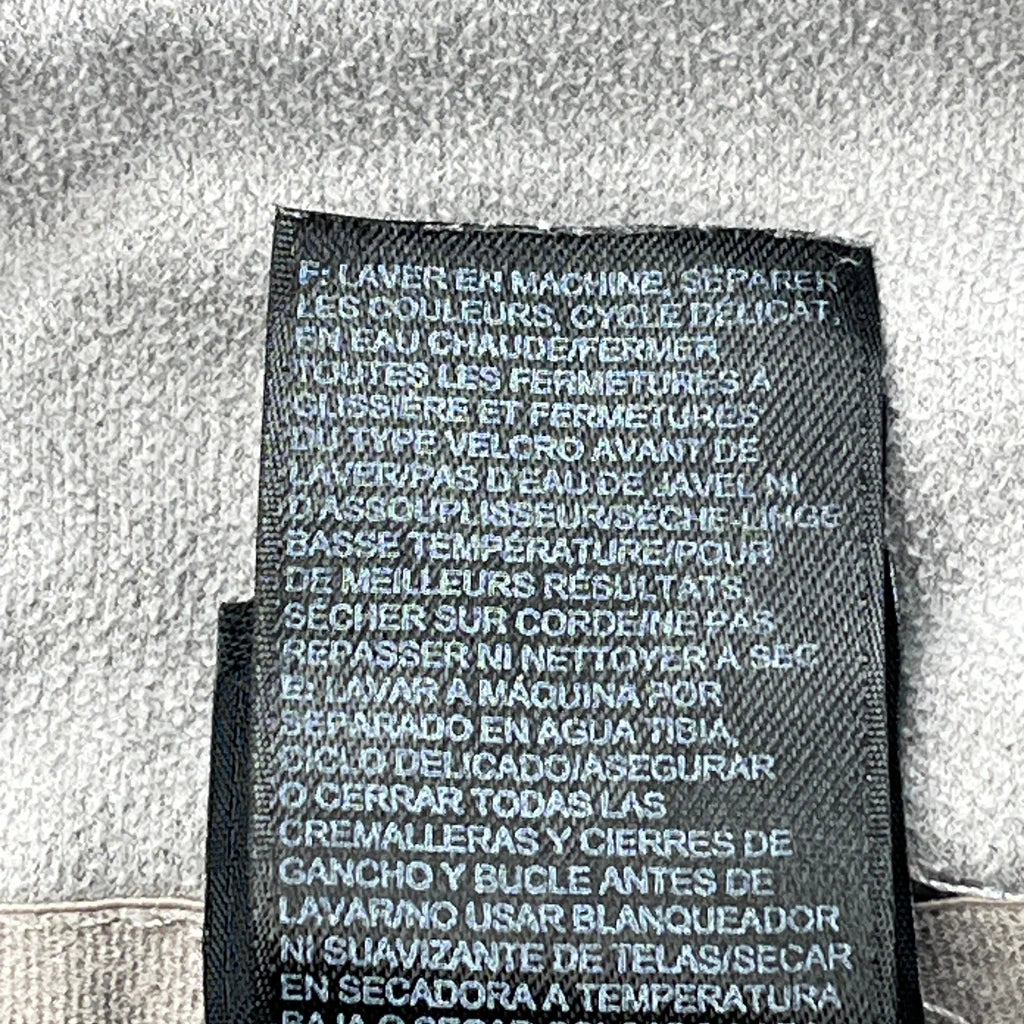 F: LAVER EN MACHINE, SÉPARER
LES COULEURS, CYCLE DÉLICAT,
EN EAU CHAUDE/FERMER
TOUTES LES FERMETURES À
GLISSIÈRE ET FERMETURES
DU TYPE VELCRO AVANT DE
LAVER/PAS D'EAU DE JAVEL NI
D'ASSOUPLISSEUR/SÈCHE-LINGE
BASSE TEMPÉRATURE/POUR
DE MEILLEURS RÉSULTATS,
SÉCHER SUR CORDE/NE PAS
REPASSER NI NETTOYER À SEC
E: LAVAR A MÁQUINA POR
SEPARADO EN AGUA TIBIA,
CICLO DELICADO/ASEGURAR
O CERRAR TODAS LAS
CREMALLERAS Y CIERRES DE
GANCHO Y BUCLE ANTES DE
LAVAR/NO USAR BLANQUEADOR
NI SUAVIZANTE DE TELAS/SECAR
EN SECADORA A TEMPERATURA
BAJA O SECAR